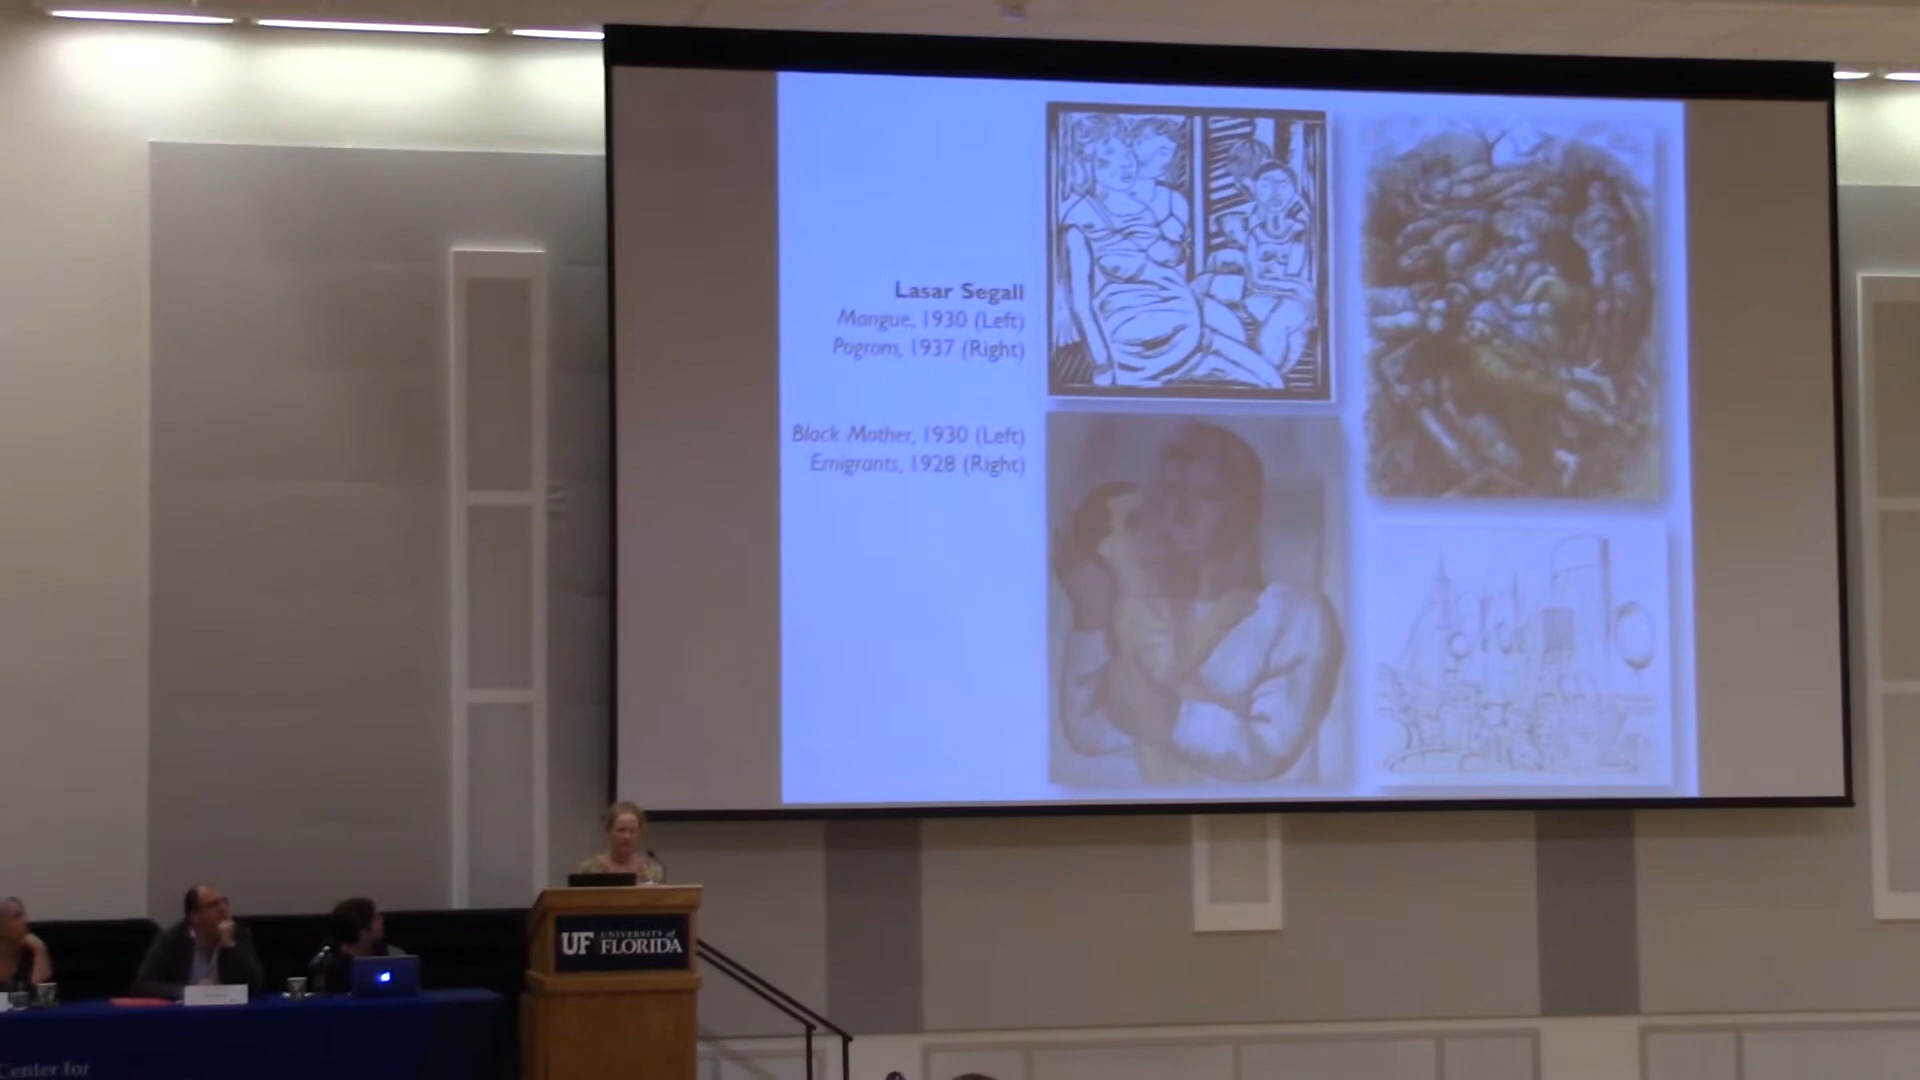 Lasar Segall
Mangue, 1930 (Left)
Pogrom, 1937 (Right)
Black Mother, 1930 (Left)
Emigrants, 1928 (Right)
UF UNIVERSITY of
FLORIDA
Center for